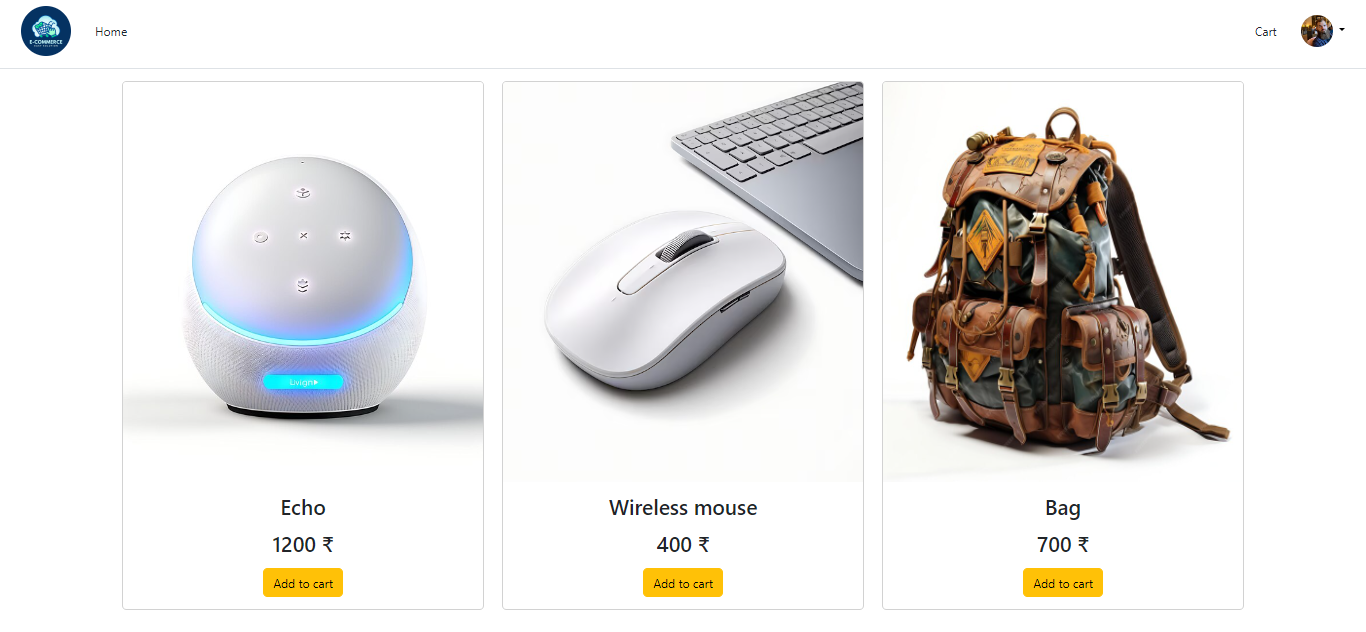 E-COMMERCE
Home
Cart
Echo
1200 ₹
Add to cart
Wireless mouse
400 ₹
Add to cart
Bag
700 ₹
Add to cart